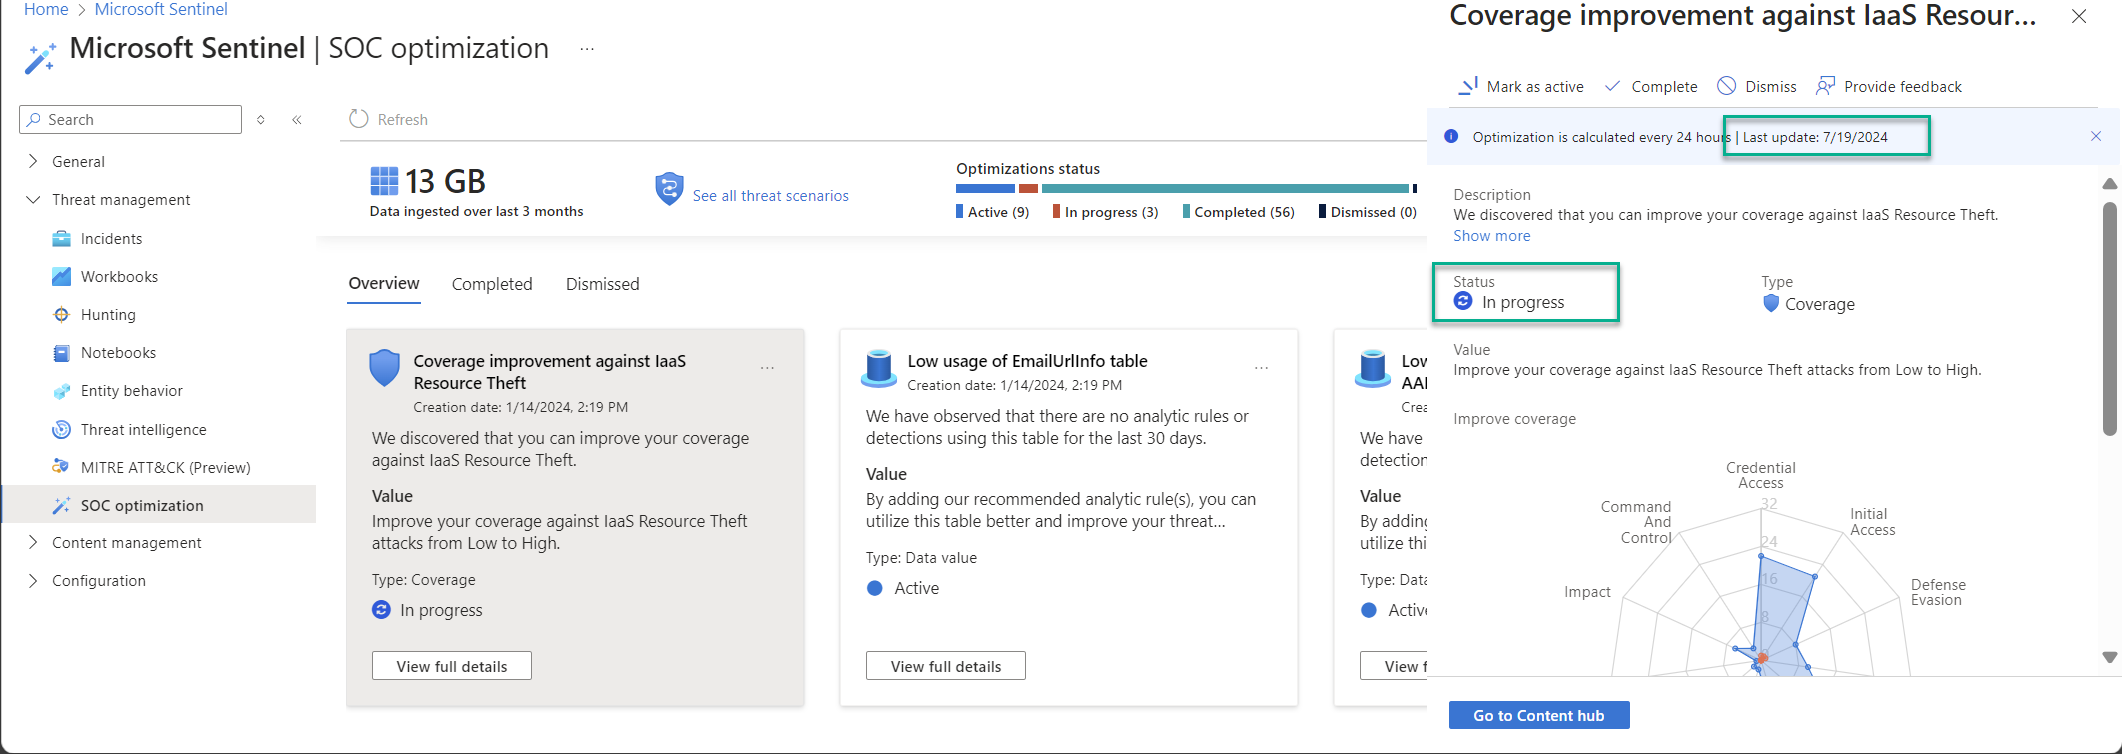 Home > Microsoft Sentinel
Microsoft Sentinel | SOC optimization ...
Search
General
Threat management
Incidents
Workbooks
Hunting
Notebooks
Entity behavior
Threat intelligence
MITRE ATT&CK (Preview)
SOC optimization
Content management
Configuration
Refresh
13 GB
Data ingested over last 3 months
See all threat scenarios
Optimizations status
Active (9) In progress (3) Completed (56) Dismissed (0)
Overview Completed Dismissed
Coverage improvement against IaaS
Resource Theft
Creation date: 1/14/2024, 2:19 PM
We discovered that you can improve your coverage
against IaaS Resource Theft.
Value
Improve your coverage against IaaS Resource Theft
attacks from Low to High.
Type: Coverage
In progress
View full details
Low usage of EmailUrlInfo table
Creation date: 1/14/2024, 2:19 PM
We have observed that there are no analytic rules or
detections using this table for the last 30 days.
Value
By adding our recommended analytic rule(s), you can
utilize this table better and improve your threat...
Type: Data value
Active
View full details
Low
We have
Value
By adding
Type: Data
Active
View
Coverage improvement against IaaS Resour...
Mark as active Complete Dismiss Provide feedback
Optimization is calculated every 24 hours | Last update: 7/19/2024
Description
We discovered that you can improve your coverage against IaaS Resource Theft.
Show more
Status
In progress
Type
Coverage
Value
Improve your coverage against IaaS Resource Theft attacks from Low to High.
Improve coverage
Credential
Access
32
24
16
8
Initial
Access
Defense
Evasion
Command
And
Control
Impact
Go to Content hub